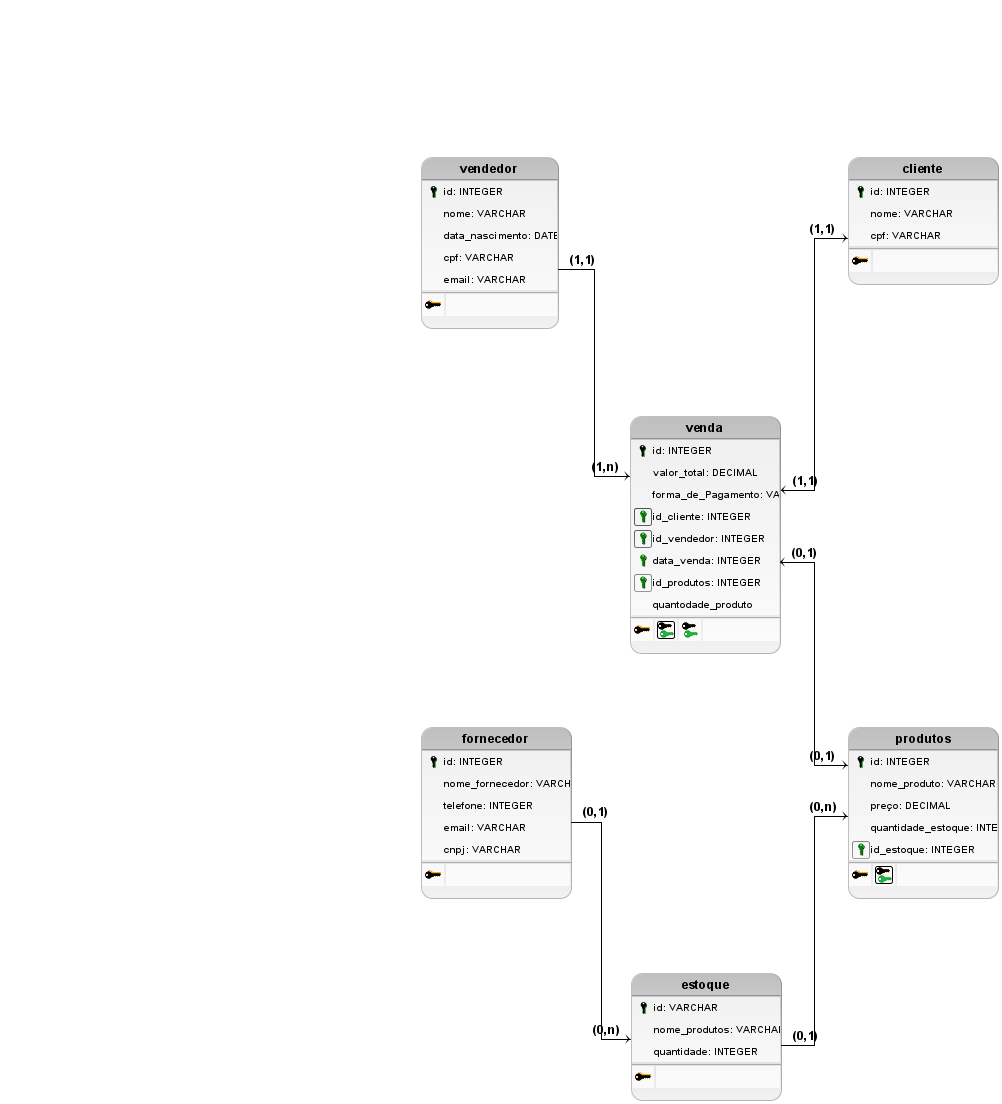 vendedor
id: INTEGER
nome: VARCHAR
data_nascimento: DATE
cpf: VARCHAR
email: VARCHAR
(1,1)
(1,n)
cliente
id: INTEGER
nome: VARCHAR
cpf: VARCHAR
(1,1)
(1,1)
venda
id: INTEGER
valor_total: DECIMAL
forma_de_Pagamento: VA
id_cliente: INTEGER
id_vendedor: INTEGER
data_venda: INTEGER
id_produtos: INTEGER
quantodade_produto
(0,1)
(0,1)
fornecedor
id: INTEGER
nome_fornecedor: VARCH
telefone: INTEGER
email: VARCHAR
cnpj: VARCHAR
(0,1)
(0,n)
produtos
id: INTEGER
nome_produto: VARCHAR
preço: DECIMAL
quantidade_estoque: INTE
id_estoque: INTEGER
(0,n)
(0,1)
estoque
id: VARCHAR
nome_produtos: VARCHA
quantidade: INTEGER